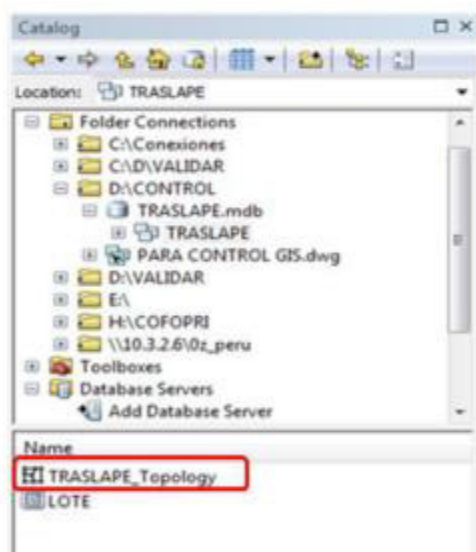 Catalog
Location: TRASLAPE
Folder Connections
C:\Conexiones
C:\D\VALIDAR
D:\CONTROL
TRASLAPE.mdb
TRASLAPE
PARA CONTROL GIS.dwg
D:\VALIDAR
E:\
H:\COFOPRI
\\10.3.2.6\0z_peru
Toolboxes
Database Servers
Add Database Server
Name
TRASLAPE_Topology
LOTE